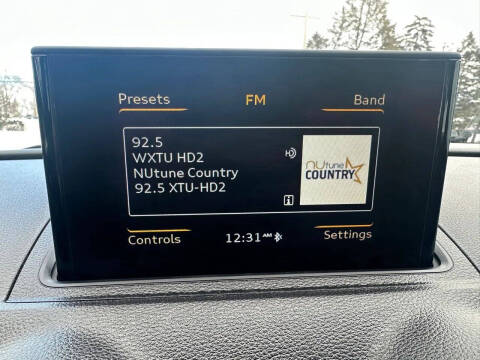 Presets FM Band
92.5
WXTU HD2
NUtune Country
92.5 XTU-HD2
nUtune
COUNTRY
Controls 12:31 AM Settings